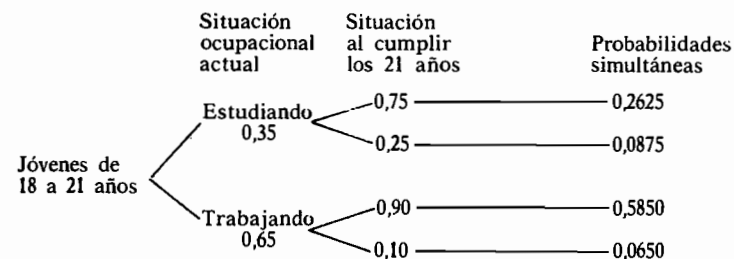 Situación
ocupacional
actual
Situación
al cumplir
los 21 años
Probabilidades
simultáneas
Jóvenes de
18 a 21 años
Estudiando
0,35
0,75
0,2625
0,25
0,0875
Trabajando
0,65
0,90
0,5850
0,10
0,0650